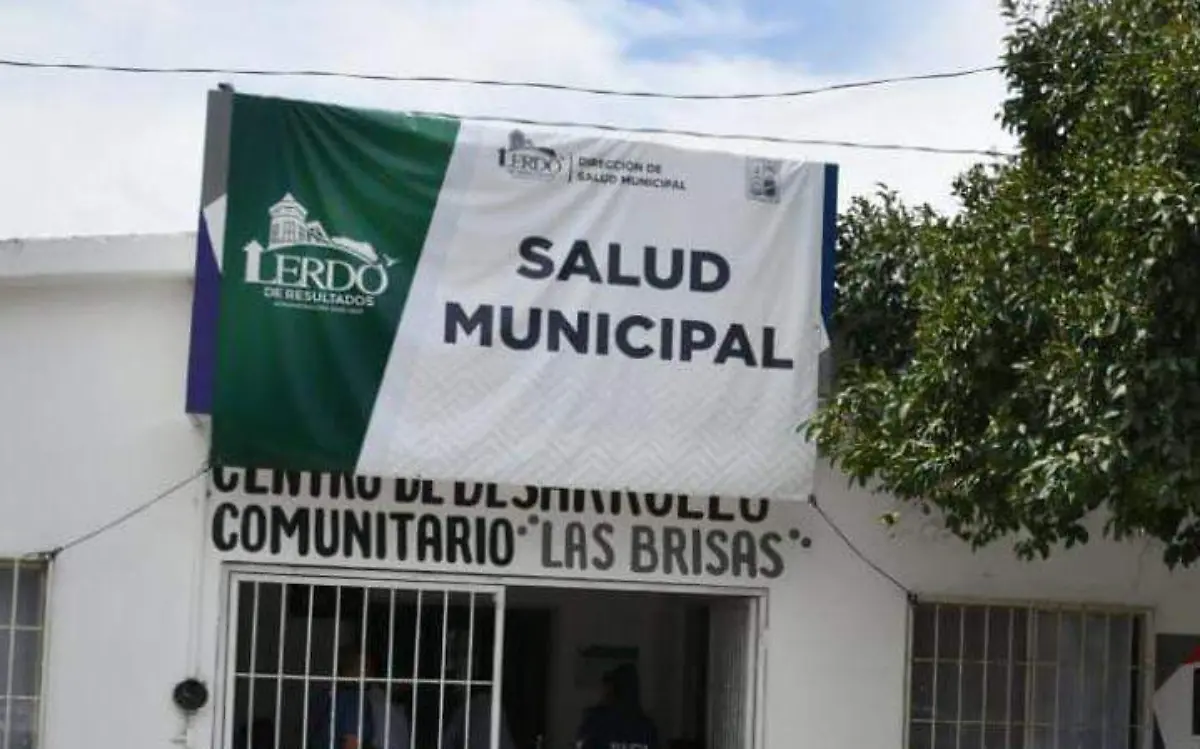 LERDO
DIRECCIÓN DE
SALUD MUNICIPAL
LERDO
DE RESULTADOS
SALUD
MUNICIPAL
CENTRO DE DESARROLLO
COMUNITARIO "LAS BRISAS"